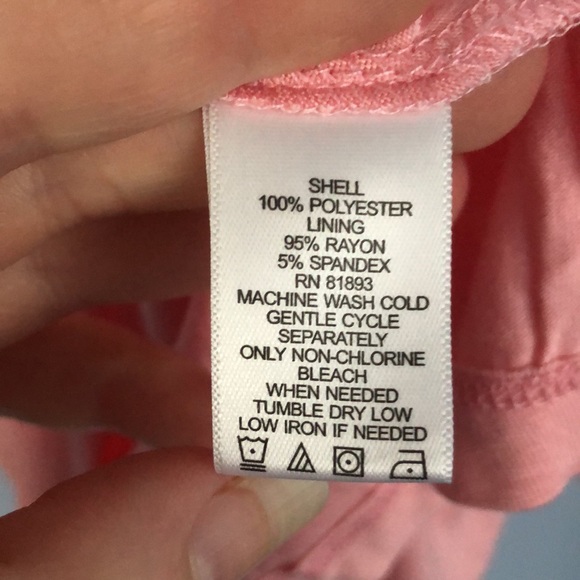 SHELL
100% POLYESTER
LINING
95% RAYON
5% SPANDEX
RN 81893
MACHINE WASH COLD
GENTLE CYCLE
SEPARATELY
ONLY NON-CHLORINE
BLEACH
WHEN NEEDED
TUMBLE DRY LOW
LOW IRON IF NEEDED